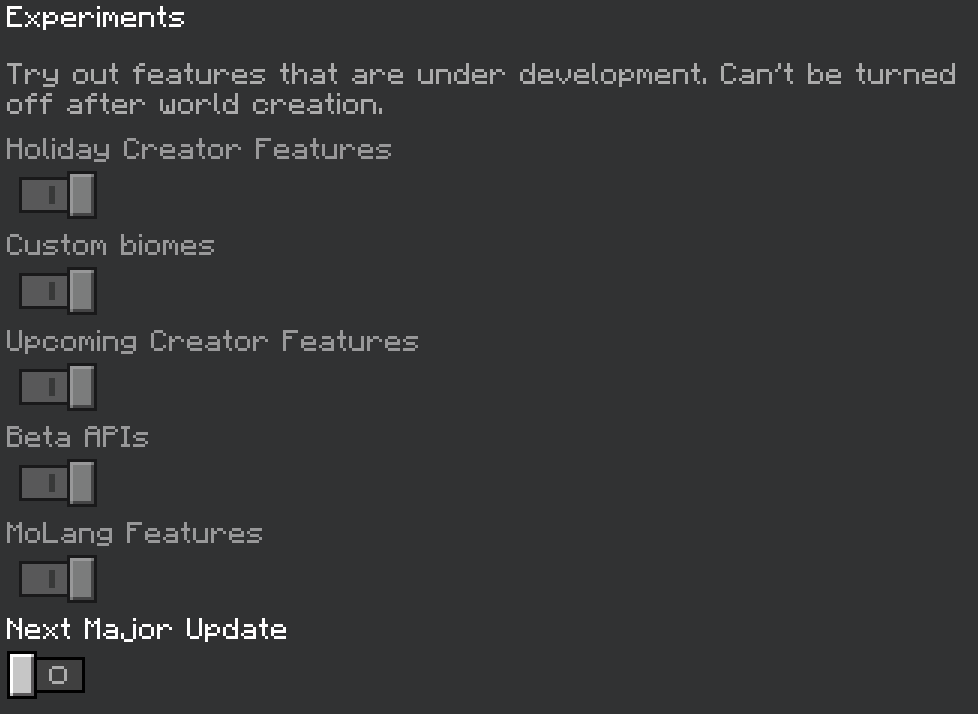 Experiments
Try out features that are under development. Can't be turned
off after world creation.
Holiday Creator Features
Custom biomes
Upcoming Creator Features
Beta APIs
MoLang Features
Next Major Update